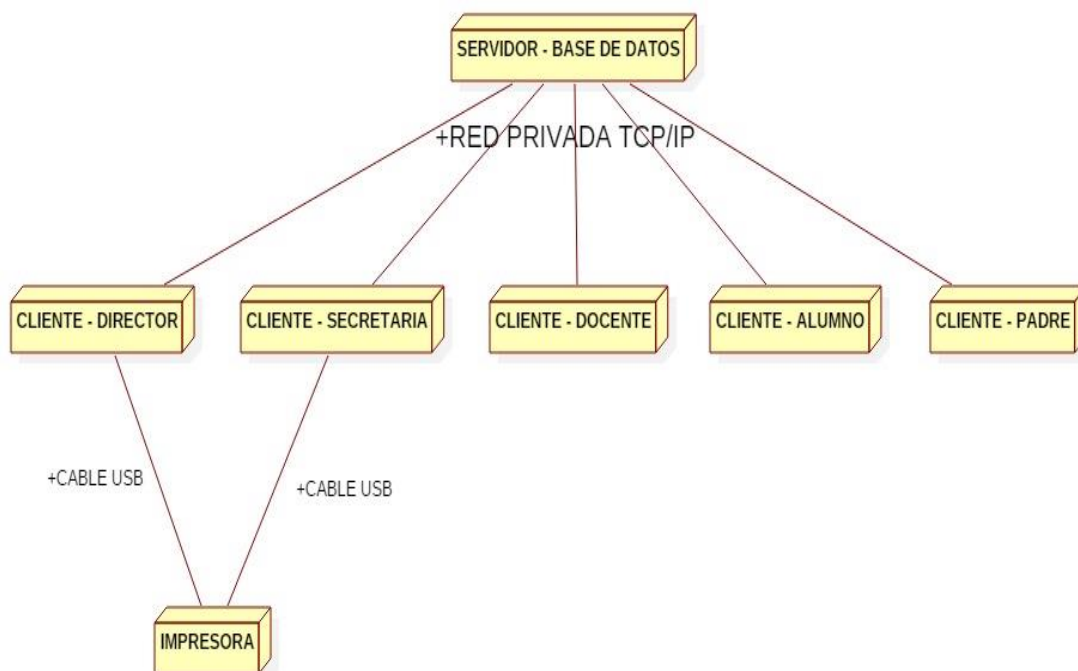 SERVIDOR - BASE DE DATOS
+RED PRIVADA TCP/IP
CLIENTE - DIRECTOR
CLIENTE - SECRETARIA
CLIENTE - DOCENTE
CLIENTE - ALUMNO
CLIENTE - PADRE
+CABLE USB
+CABLE USB
IMPRESORA